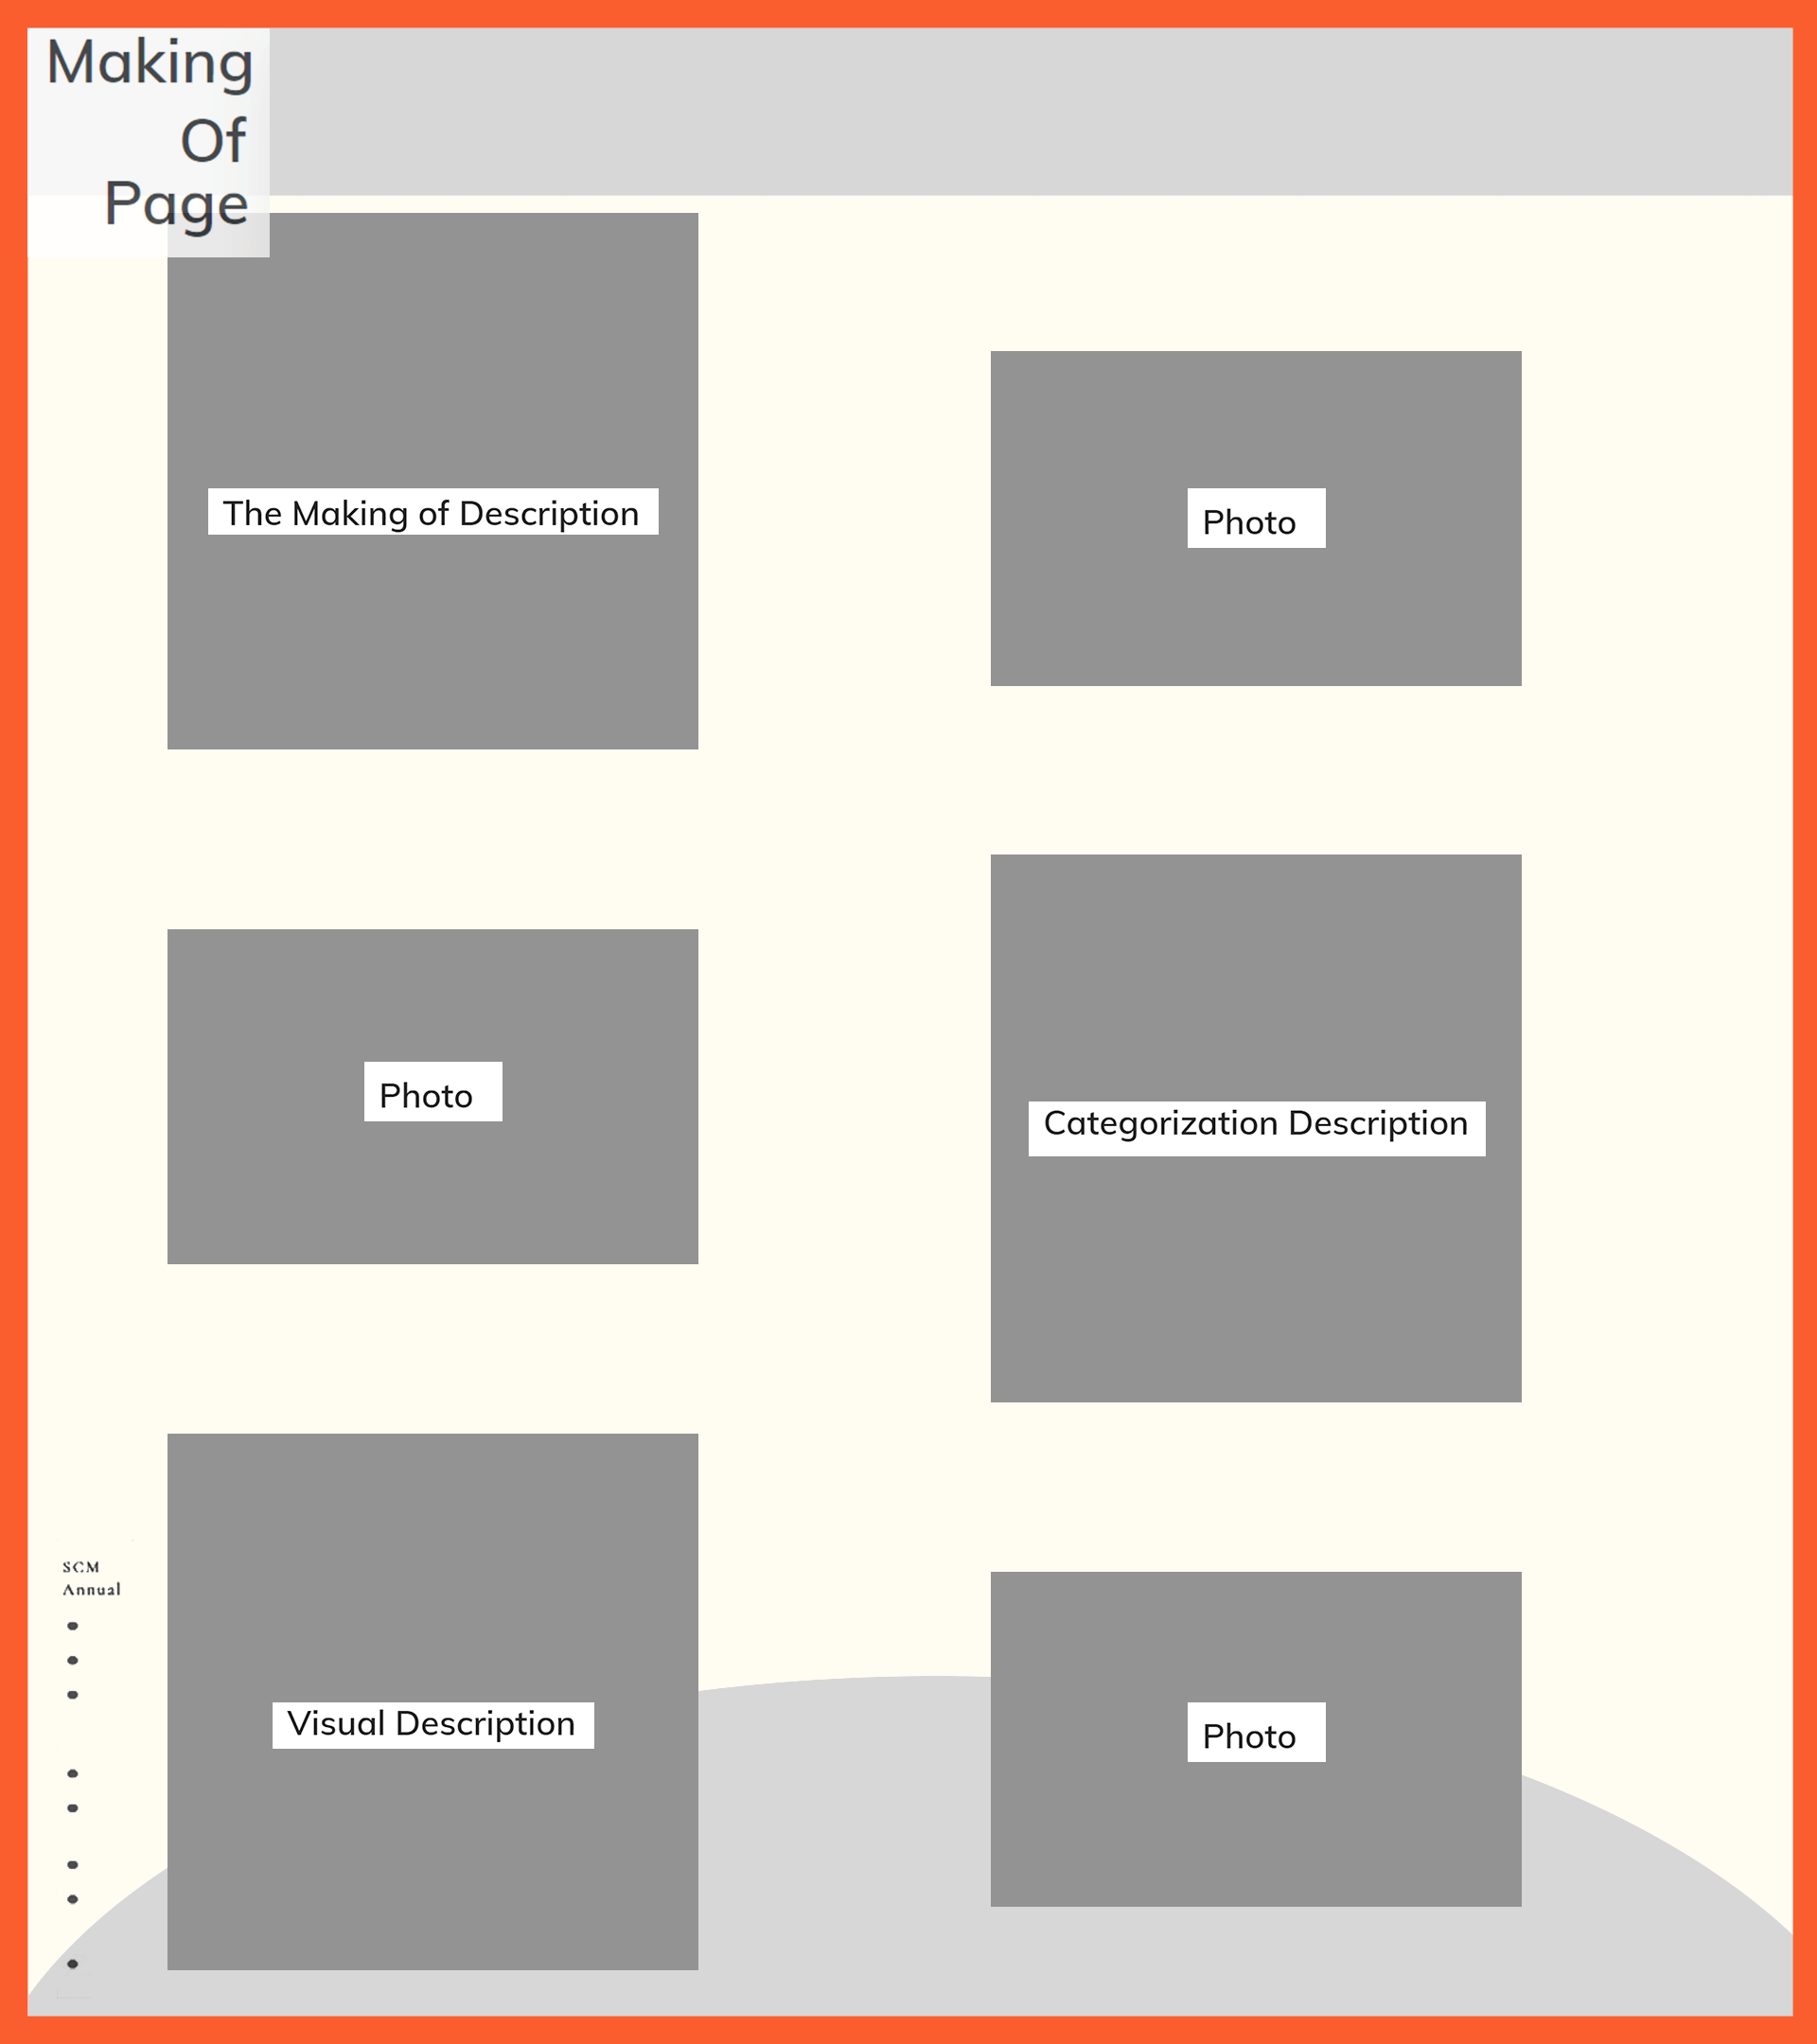 Making
Of
Page
The Making of Description
Photo
Photo
Categorization Description
SCM
Annual
Visual Description
Photo